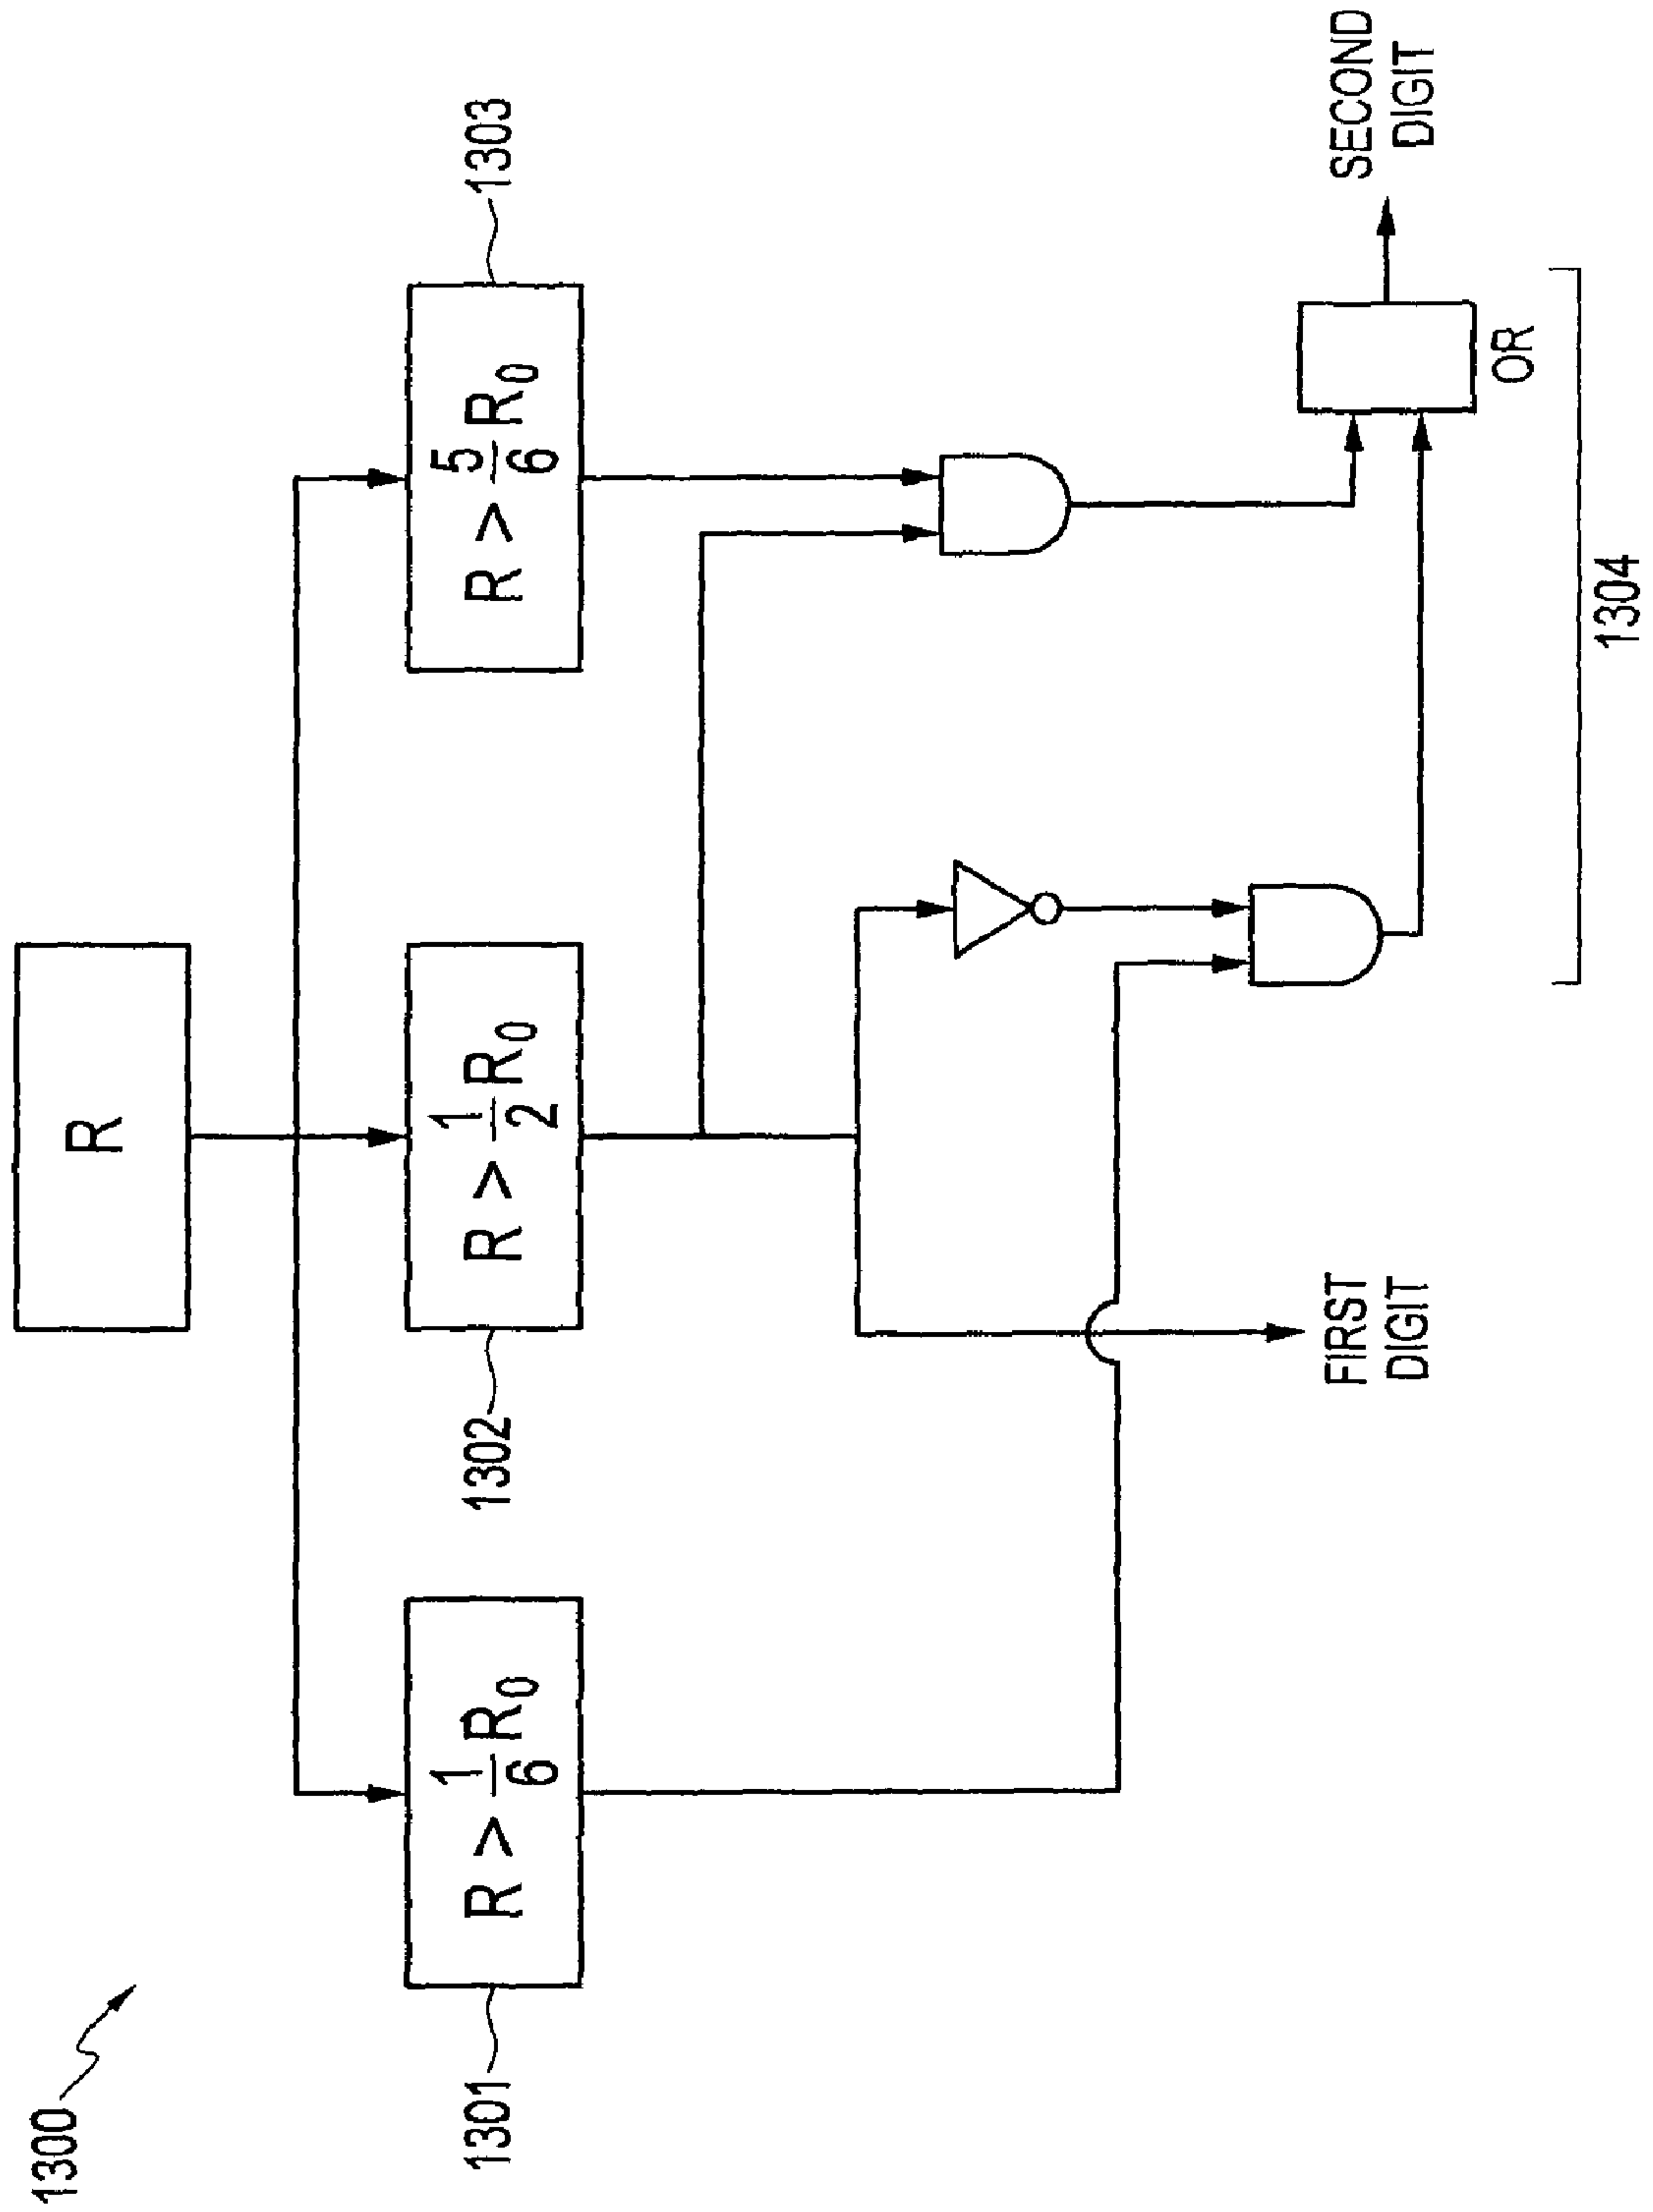 1300
R
1301
R > 1/6 R0
1302
R > 1/2 R0
1303
R > 5/6 R0
FIRST
DIGIT
SECOND
DIGIT
OR
1304